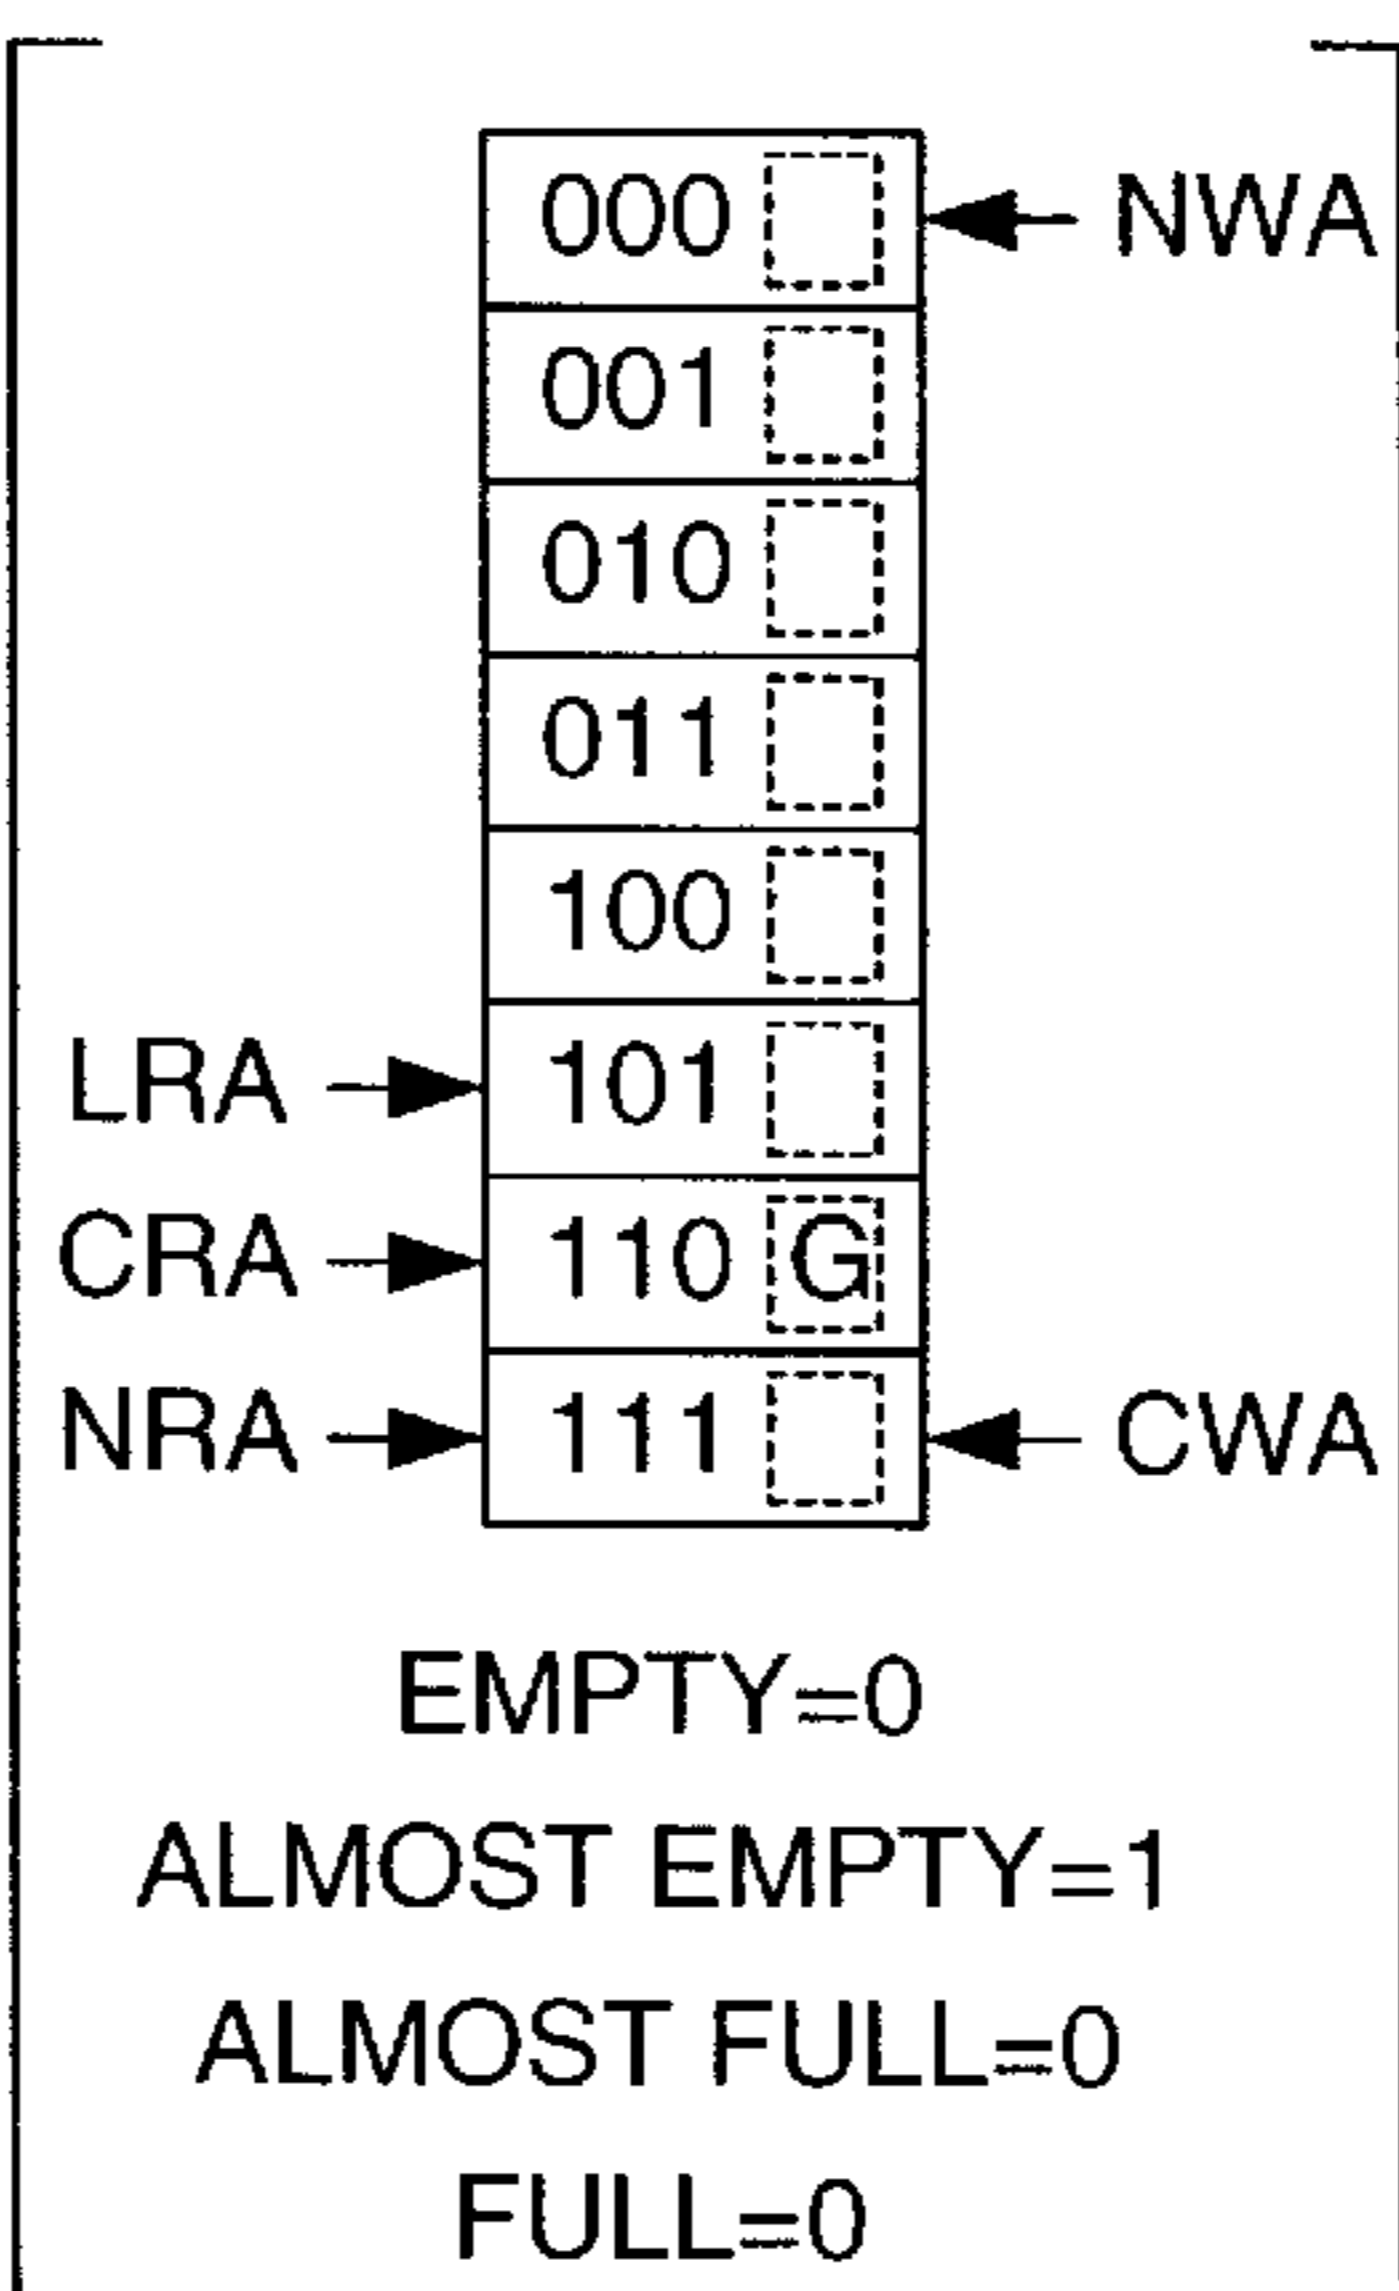 000 NWA
001
010
011
100
LRA 101
CRA 110 G
NRA 111 CWA
EMPTY=0
ALMOST EMPTY=1
ALMOST FULL=0
FULL=0